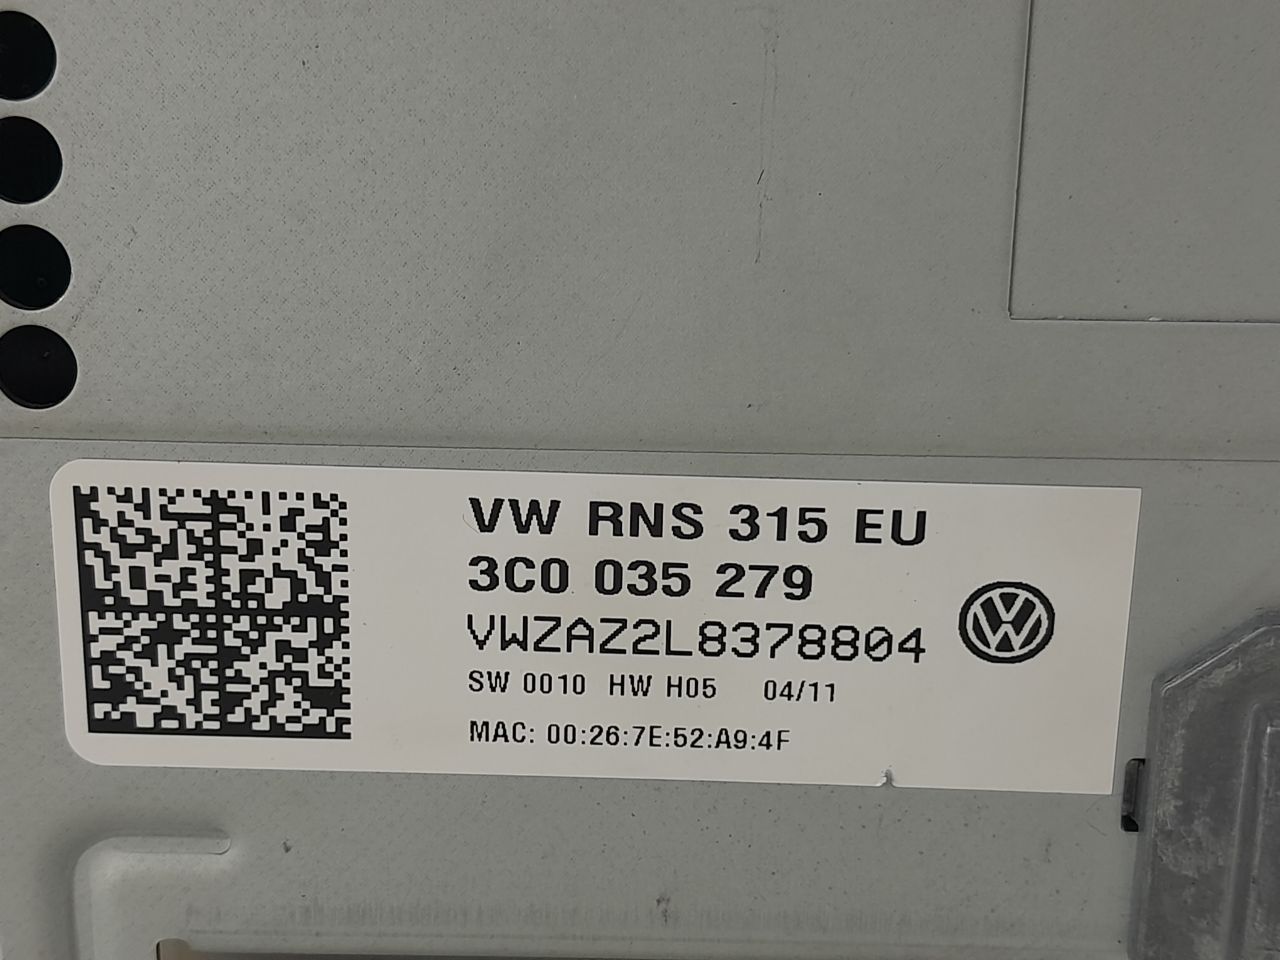 VW RNS 315 EU
3C0 035 279
VWZAZ2L8378804
SW 0010 HW H05 04/11
MAC: 00:26:7E:52:A9:4F